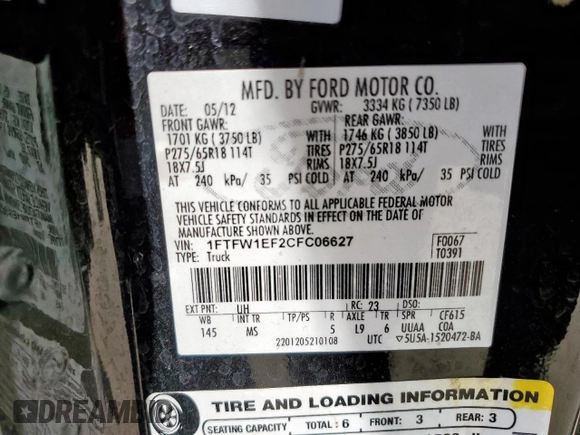 MFD. BY FORD MOTOR CO.
DATE: 05/12 GVWR: 3334 KG ( 7350 LB)
FRONT GAWR: REAR GAWR:
1701 KG ( 3750 LB) WITH 1746 KG ( 3850 LB) WITH
P275/65R18 114T TIRES P275/65R18 114T TIRES
18X7.5J RIMS 18X7.5J RIMS
AT 240 kPa/ 35 PSI COLD AT 240 kPa/ 35 PSI COLD
THIS VEHICLE CONFORMS TO ALL APPLICABLE FEDERAL MOTOR
VEHICLE SAFETY STANDARDS IN EFFECT ON THE DATE OF
MANUFACTURE SHOWN ABOVE.
VIN: 1FTFW1EF2CFC06627 F0067
TYPE: Truck T0391
EXT PNT: UH RC: 23 DSO:
WB INT TR TP/PS R AXLE TR SPR CF615
145 MS 5 L9 6 UUAA COA
2201205210108 UTC ▽5U5A-1520472-BA
TIRE AND LOADING INFORMATION
SEATING CAPACITY TOTAL: 6 FRONT: 3 REAR: 3
DREAM